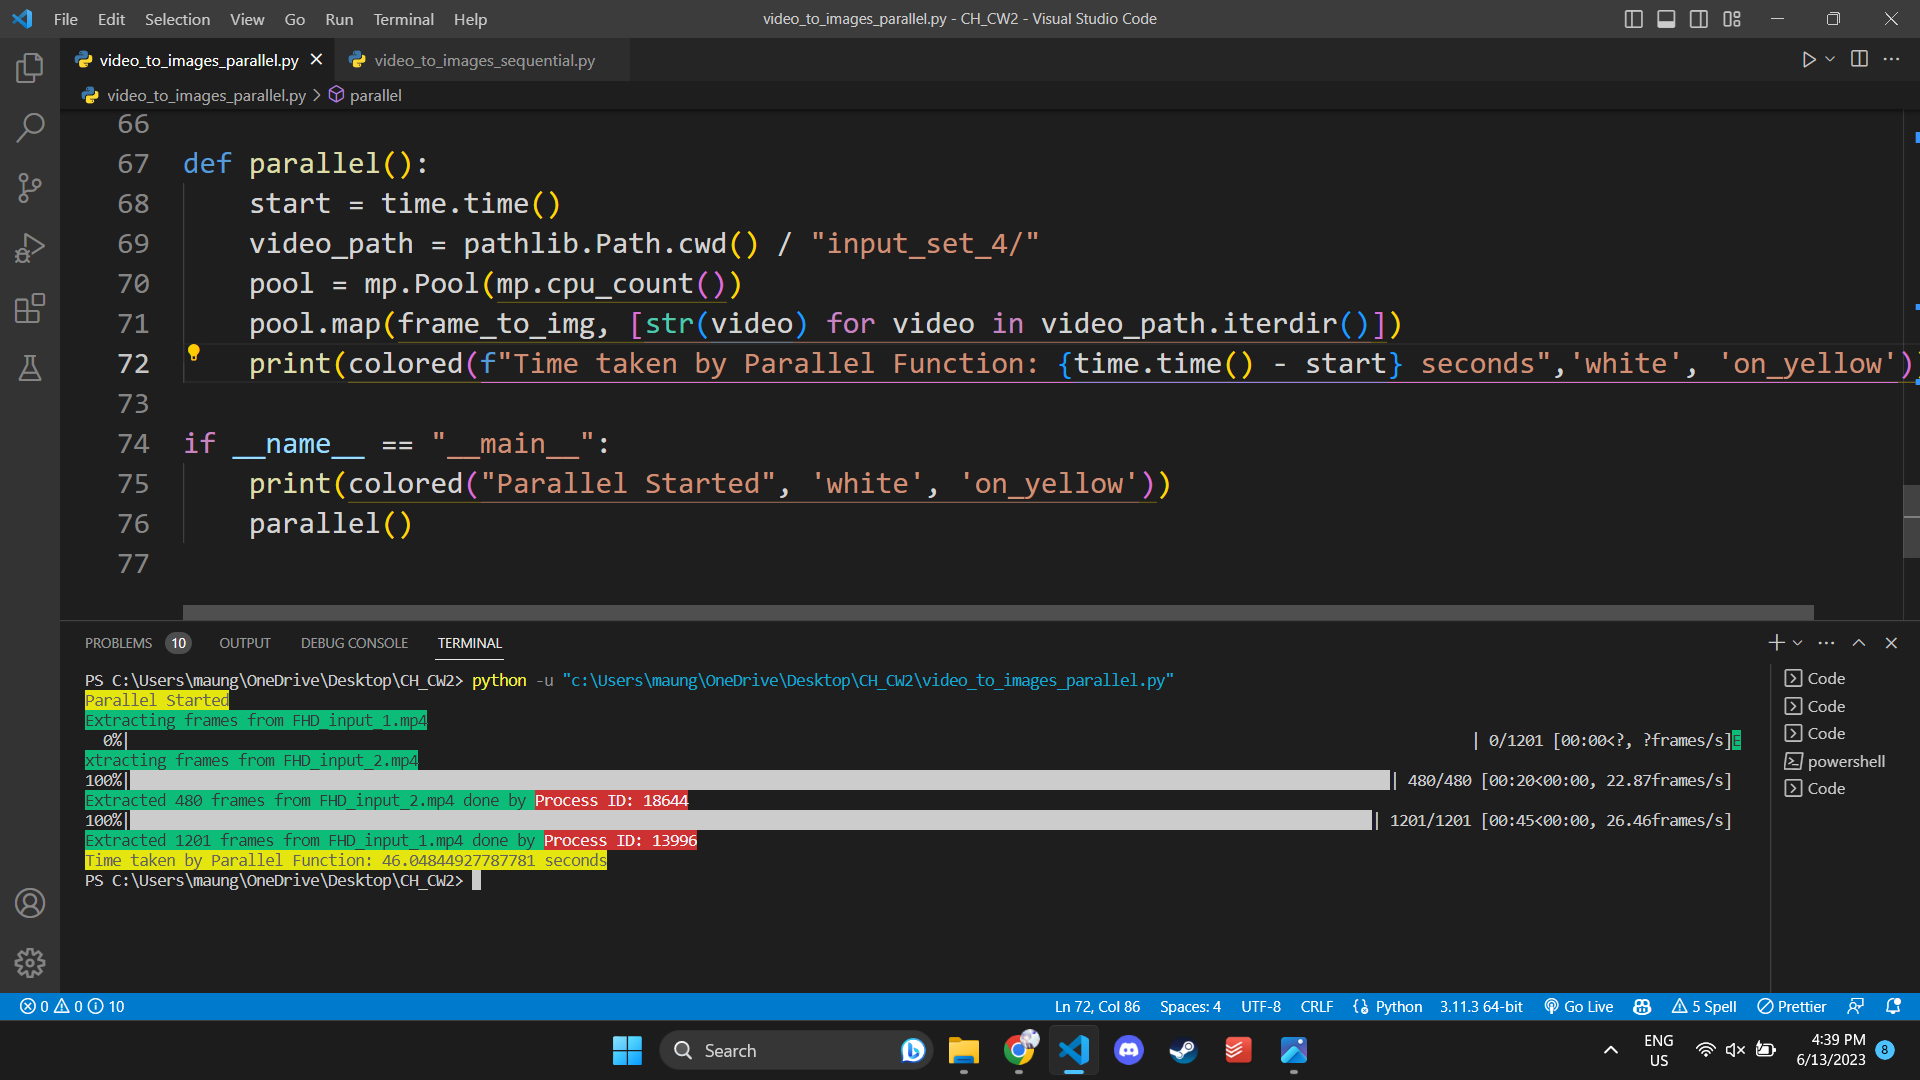 File Edit Selection View Go Run Terminal Help
video_to_images_parallel.py - CH_CW2 - Visual Studio Code
video_to_images_parallel.py
video_to_images_sequential.py
video_to_images_parallel.py > parallel
66
67 def parallel():
68 start = time.time()
69 video_path = pathlib.Path.cwd() / "input_set_4/"
70 pool = mp.Pool(mp.cpu_count())
71 pool.map(frame_to_img, [str(video) for video in video_path.iterdir()])
72 print(colored(f"Time taken by Parallel Function: {time.time() - start} seconds",'white', 'on_yellow'))
73
74 if __name__ == "__main__":
75 print(colored("Parallel Started", 'white', 'on_yellow'))
76 parallel()
77
PROBLEMS 10 OUTPUT DEBUG CONSOLE TERMINAL
PS C:\Users\maung\OneDrive\Desktop\CH_CW2> python -u "c:\Users\maung\OneDrive\Desktop\CH_CW2\video_to_images_parallel.py"
Parallel Started
Extracting frames from FHD_input_1.mp4
0%| | 0/1201 [00:00<?, ?frames/s]E
xtracting frames from FHD_input_2.mp4
100%| | 480/480 [00:20<00:00, 22.87frames/s]
Extracted 480 frames from FHD_input_2.mp4 done by Process ID: 18644
100%| | 1201/1201 [00:45<00:00, 26.46frames/s]
Extracted 1201 frames from FHD_input_1.mp4 done by Process ID: 13996
Time taken by Parallel Function: 46.04844927787781 seconds
PS C:\Users\maung\OneDrive\Desktop\CH_CW2>
Code
Code
Code
powershell
Code
0 0 10
Ln 72, Col 86 Spaces: 4 UTF-8 CRLF Python 3.11.3 64-bit Go Live 5 Spell Prettier
Search
ENG
US
4:39 PM
6/13/2023
8